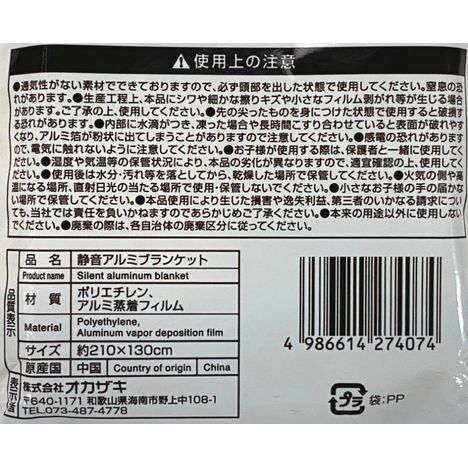 ⚠使用上の注意
●通気性がない素材でできておりますので、必ず頭部を出した状態で使用してください。窒息の恐
れがあります。●生産工程上、本品にシワや細かな擦りキズや小さなフィルム剥がれ等が生じる場合
がありますが、ご了承の上、使用してください。●先の尖ったものを身につけた状態で使用すると破損す
る恐れがあります。●内部に水滴がつき、凍った場合や長時間こすり合わせていると表面が破れや
すくなり、アルミ箔が粉状に出てしまうことがありますので注意してください。●感電の恐れがありますの
で、電気に触れないように注意してください。●お子様が使用する際は、保護者と一緒に使用してくださ
い。●湿度や気温等の保管状況により、本品の劣化が異なりますので、適宜確認の上、使用してくださ
い。●使用後は水分・汚れ等を落としてから、乾燥した場所で保管してください。●火気の側や高
温になる場所、直射日光の当たる場所で使用・保管しないでください。●小さなお子様の手の届かな
い場所で保管してください。●本品使用により生じた損害や逸失利益、第三者のいかなる請求について
も、当社では責任を負いかねますのであらかじめご了承ください。●本来の用途以外に使用しないでく
ださい。●廃棄の際は、各自治体の廃棄区分に従ってください。
品質表示
品 名 静音アルミブランケット
Product name Silent aluminum blanket
材 質 ポリエチレン、
アルミ蒸着フィルム
Material Polyethylene,
Aluminum vapor deposition film
サイズ 約210×130cm
原産国 中国 Country of origin China
表示者
株式会社オカザキ
〒640-1171 和歌山県海南市野上中108-1
TEL.073-487-4778
4 986614 274074
プラ 袋:PP